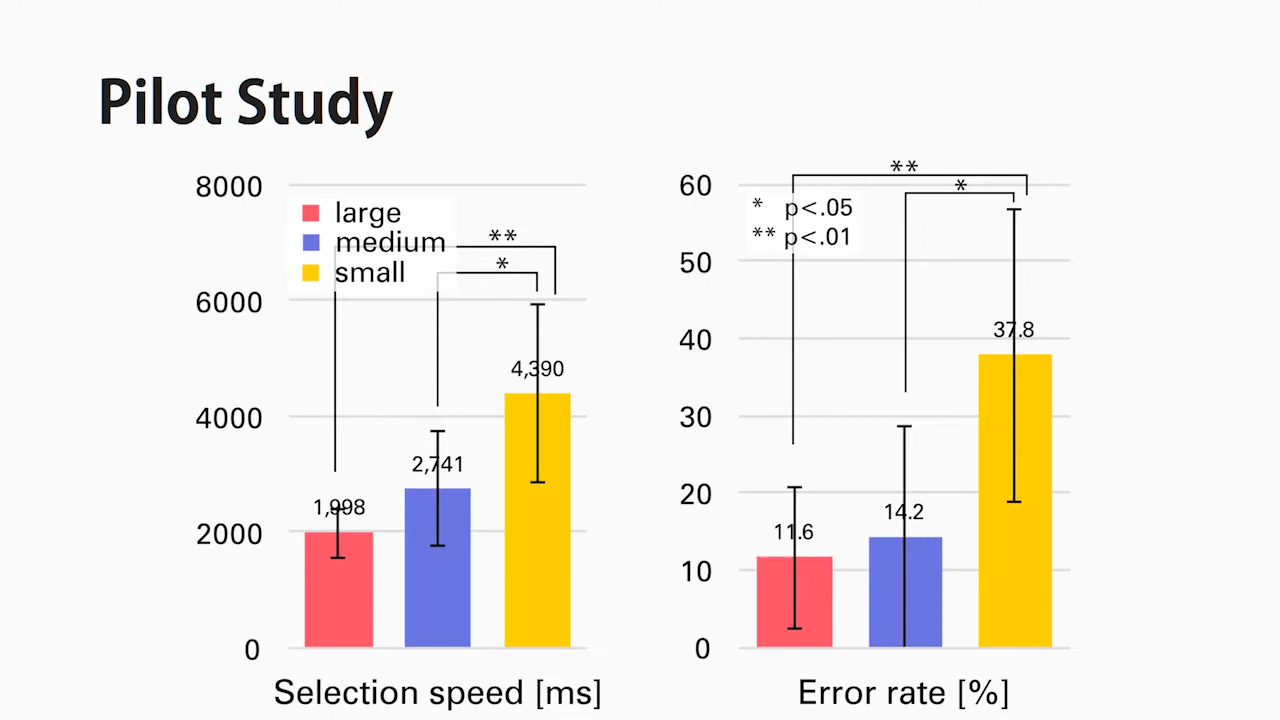 Pilot Study
8000
6000
4000
2000
0
large
medium
small
**
*
1,998
2,741
4,390
Selection speed [ms]
60
50
40
30
20
10
0
**
*
* p<.05
** p<.01
11.6
14.2
37.8
Error rate [%]